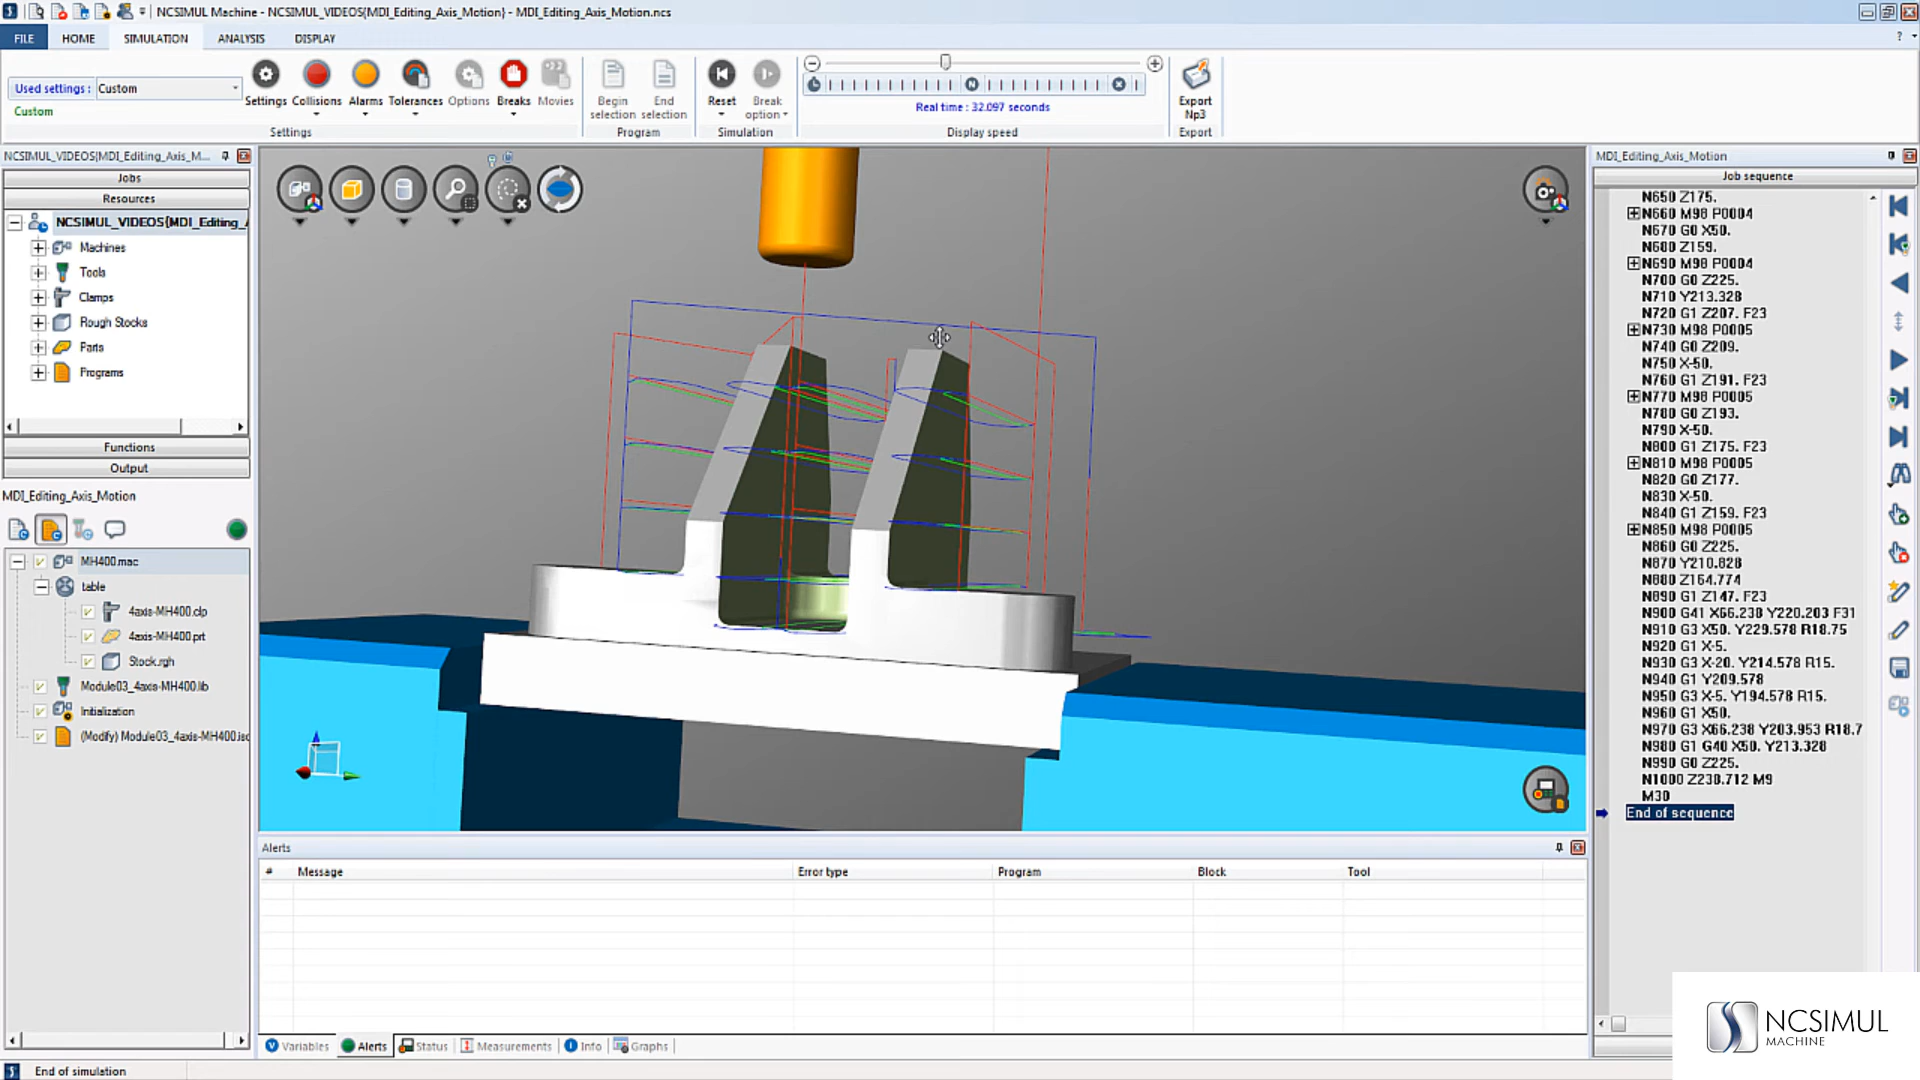 NCSIMUL Machine - NCSIMUL_VIDEOS{MDI_Editing_Axis_Motion} - MDI_Editing_Axis_Motion.ncs
FILE HOME SIMULATION ANALYSIS DISPLAY
Used settings : Custom
Custom
Settings Collisions Alarms Tolerances Options Breaks Movies
Settings
Begin selection End selection
Program
Reset Break option
Simulation
N
Real time : 32.097 seconds
Display speed
Export Np3
Export
NCSIMUL_VIDEOS{MDI_Editing_Axis_M...
Jobs
Resources
NCSIMUL_VIDEOS{MDI_Editing_
Machines
Tools
Clamps
Rough Stocks
Parts
Programs
Functions
Output
MDI_Editing_Axis_Motion
MH400.mac
table
4axis-MH400.clp
4axis-MH400.prt
Stock.rgh
Module03_4axis-MH400.lib
Initialization
(Modify) Module03_4axis-MH400.iso
MDI_Editing_Axis_Motion
Job sequence
N650 Z175.
N660 M98 P0004
N670 G0 X50.
N680 Z159.
N690 M98 P0004
N700 G0 Z225.
N710 Y213.328
N720 G1 Z207. F23
N730 M98 P0005
N740 G0 Z209.
N750 X-50.
N760 G1 Z191. F23
N770 M98 P0005
N780 G0 Z193.
N790 X-50.
N800 G1 Z175. F23
N810 M98 P0005
N820 G0 Z177.
N830 X-50.
N840 G1 Z159. F23
N850 M98 P0005
N860 G0 Z225.
N870 Y210.828
N880 Z164.774
N890 G1 Z147. F23
N900 G41 X66.238 Y220.203 F31
N910 G3 X50. Y229.578 R18.75
N920 G1 X-5.
N930 G3 X-20. Y214.578 R15.
N940 G1 Y209.578
N950 G3 X-5. Y194.578 R15.
N960 G1 X50.
N970 G3 X66.238 Y203.953 R18.7
N980 G1 G40 X50. Y213.328
N990 G0 Z225.
N1000 Z230.712 M9
M30
End of sequence
Alerts
# Message Error type Program Block Tool
Variables Alerts Status Measurements Info Graphs
End of simulation
NCSIMUL
MACHINE